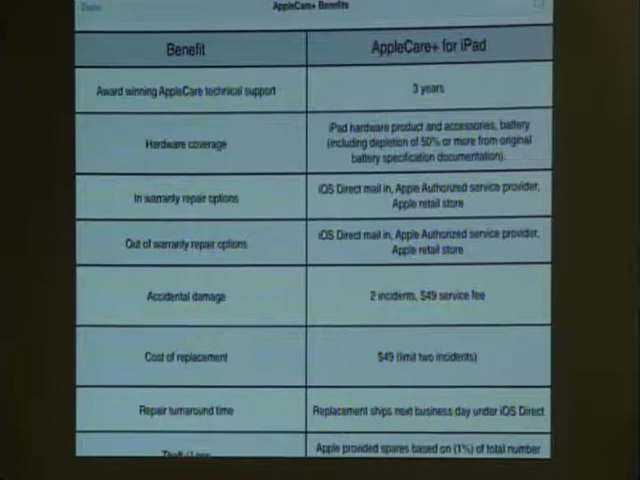 Done
AppleCare+ Benefits
Benefit
AppleCare+ for iPad
Award winning AppleCare technical support
3 years
Hardware coverage
iPad hardware product and accessories, battery
(including depletion of 50% or more from original
battery specification documentation).
In warranty repair options
iOS Direct mail in, Apple Authorized service provider,
Apple retail store
Out of warranty repair options
iOS Direct mail in, Apple Authorized service provider,
Apple retail store
Accidental damage
2 incidents, $49 service fee
Cost of replacement
$49 (limit two incidents)
Repair turnaround time
Replacement ships next business day under iOS Direct
Theft / Loss
Apple provided spares based on (1%) of total number